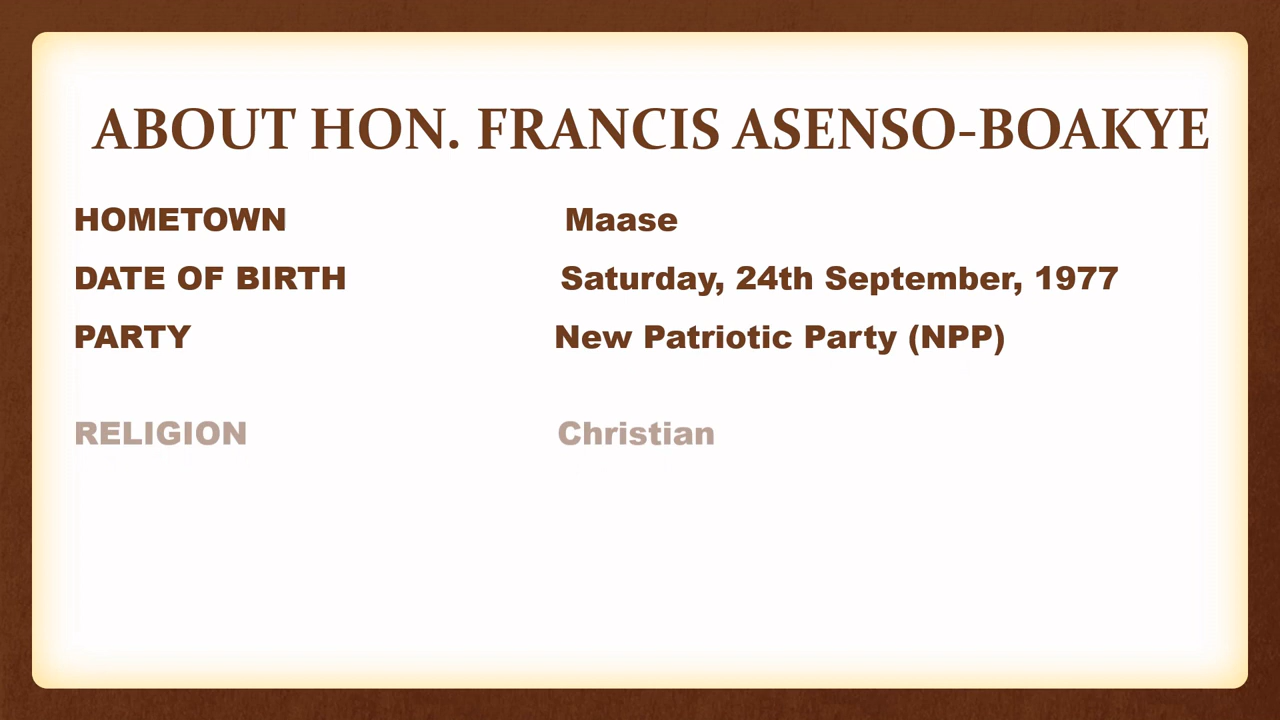 ABOUT HON. FRANCIS ASENSO-BOAKYE
HOMETOWN Maase
DATE OF BIRTH Saturday, 24th September, 1977
PARTY New Patriotic Party (NPP)
RELIGION Christian